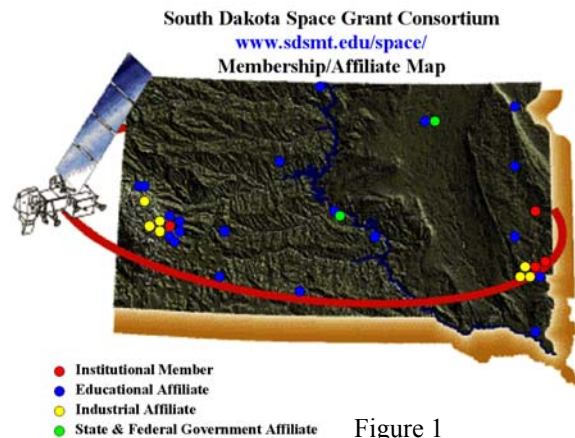 South Dakota Space Grant Consortium
www.sdsmt.edu/space/
Membership/Affiliate Map
Institutional Member
Educational Affiliate
Industrial Affiliate
State & Federal Government Affiliate
Figure 1